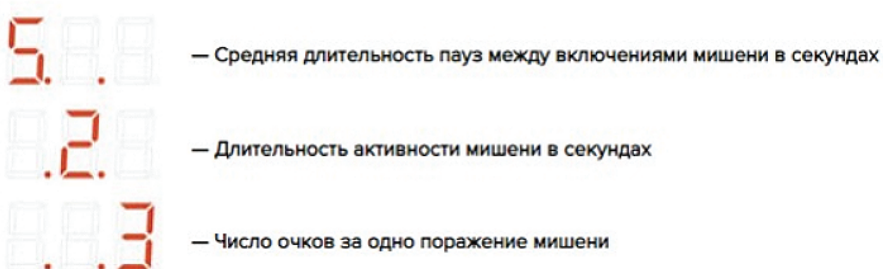 5. . — Средняя длительность пауз между включениями мишени в секундах
.2. — Длительность активности мишени в секундах
. .3 — Число очков за одно поражение мишени